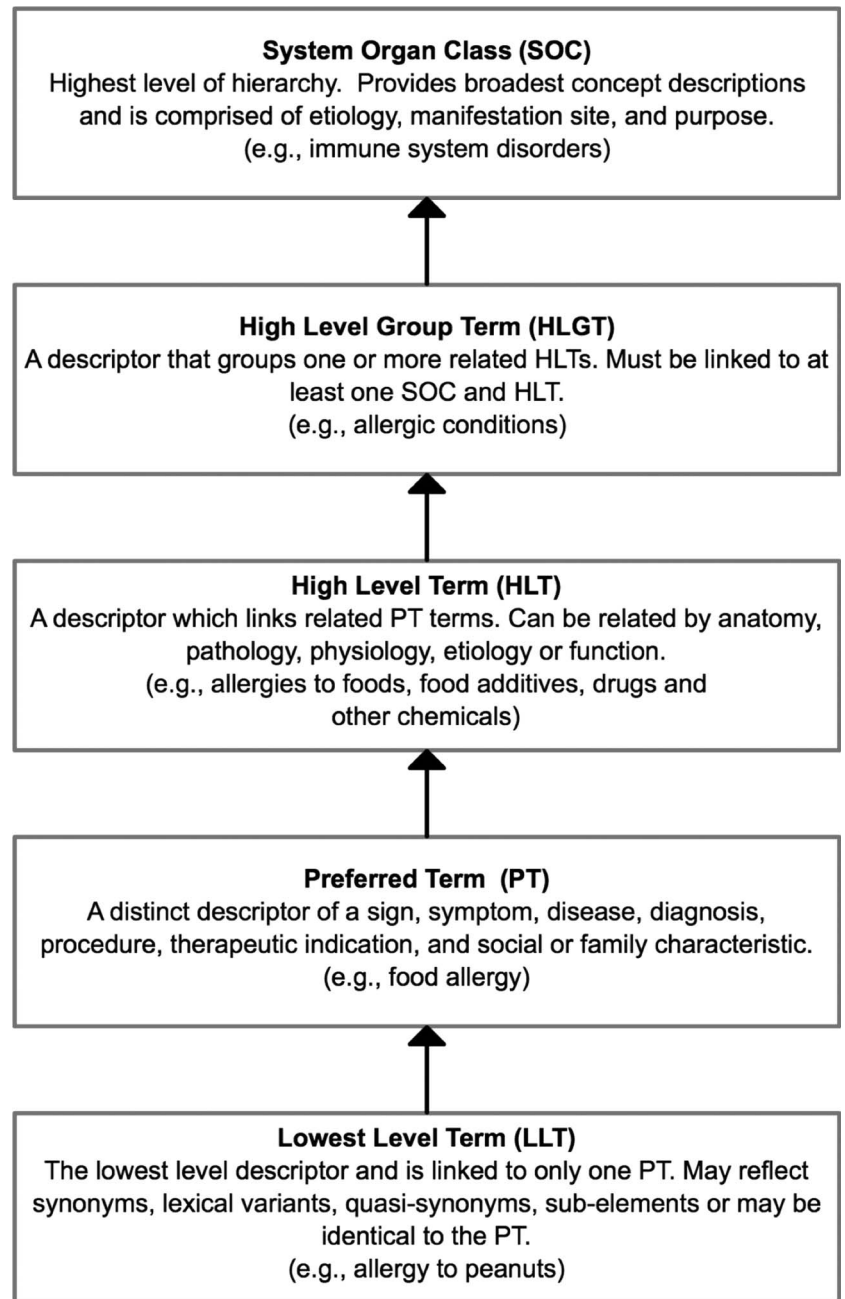 System Organ Class (SOC)
Highest level of hierarchy.  Provides broadest concept descriptions
and is comprised of etiology, manifestation site, and purpose.
(e.g., immune system disorders)
High Level Group Term (HLGT)
A descriptor that groups one or more related HLTs. Must be linked to at
least one SOC and HLT.
(e.g., allergic conditions)
High Level Term (HLT)
A descriptor which links related PT terms. Can be related by anatomy,
pathology, physiology, etiology or function.
(e.g., allergies to foods, food additives, drugs and
other chemicals)
Preferred Term  (PT)
A distinct descriptor of a sign, symptom, disease, diagnosis,
procedure, therapeutic indication, and social or family characteristic.
(e.g., food allergy)
Lowest Level Term (LLT)
The lowest level descriptor and is linked to only one PT. May reflect
synonyms, lexical variants, quasi-synonyms, sub-elements or may be
identical to the PT.
(e.g., allergy to peanuts)